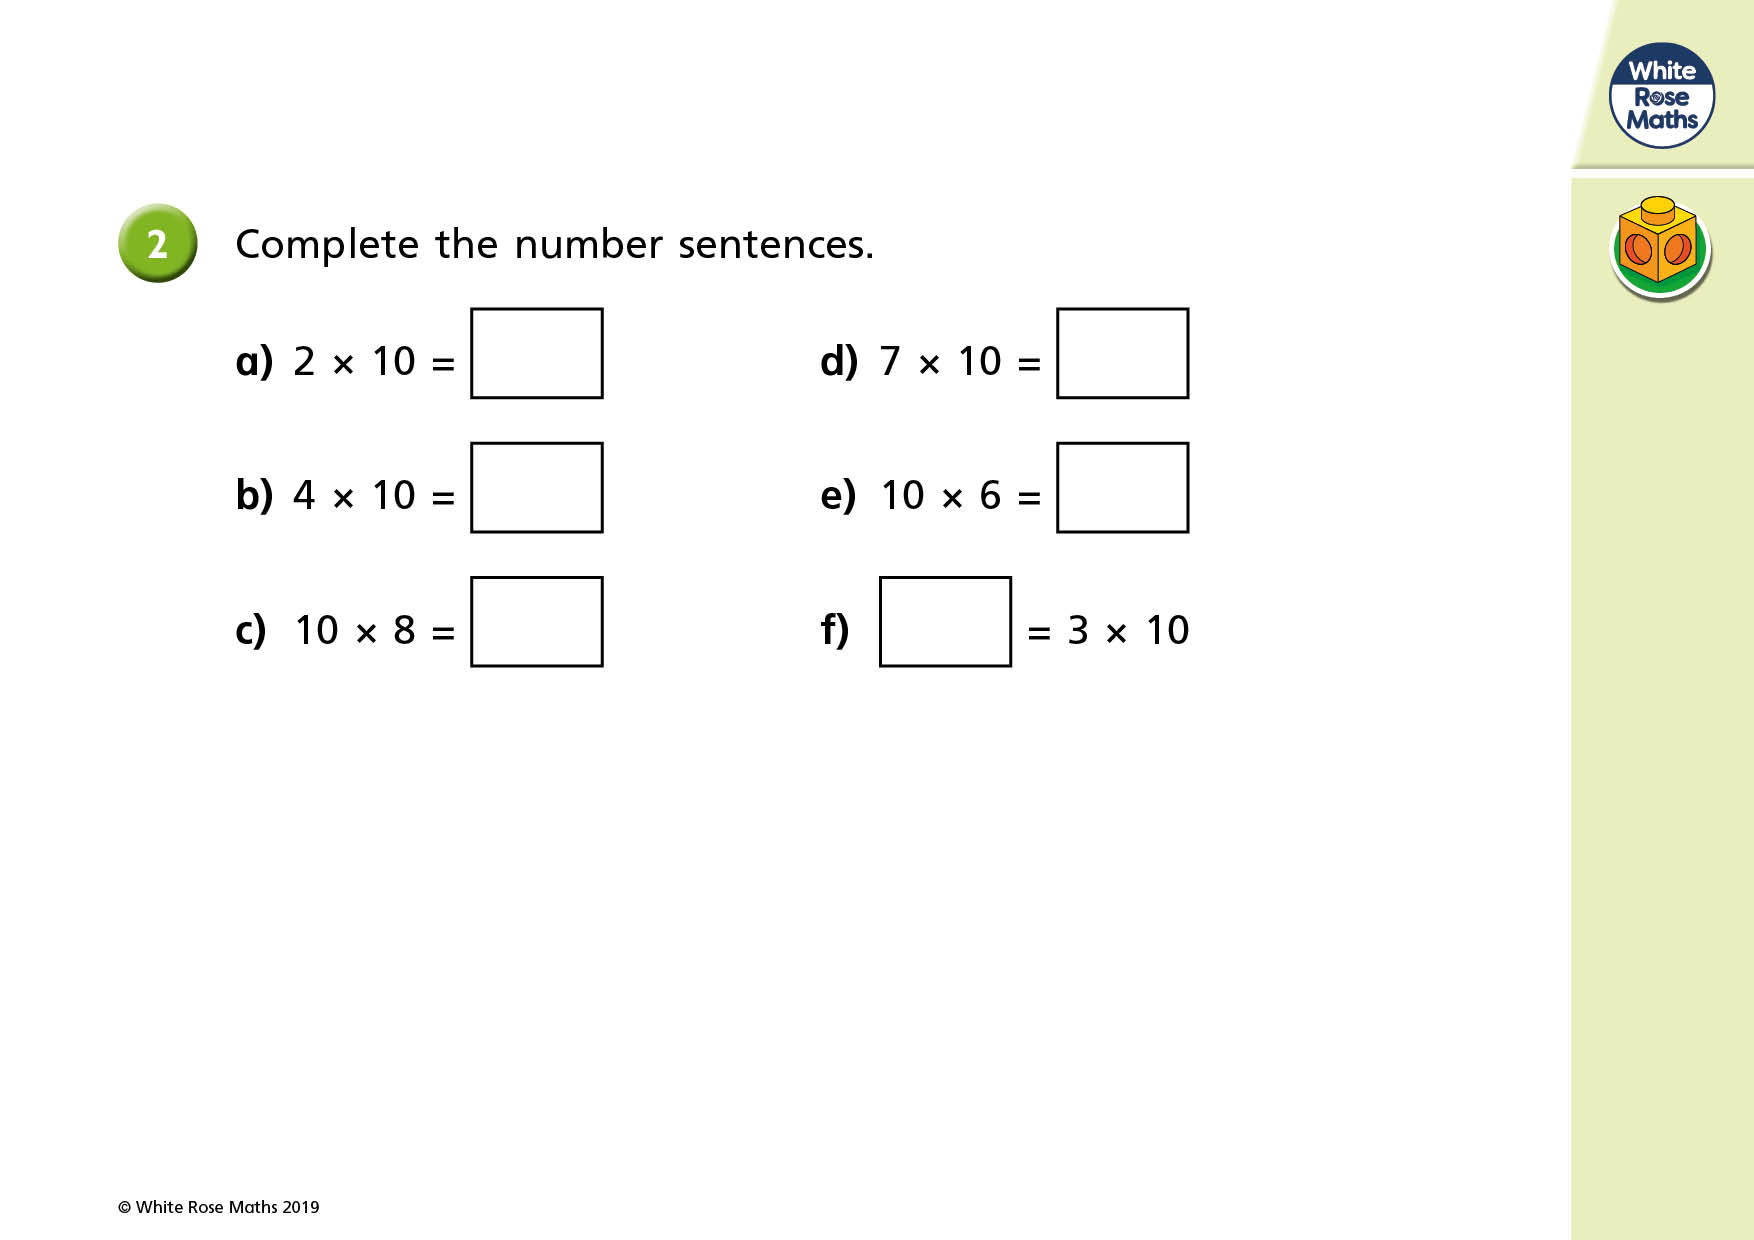 White
Rose
Maths
2 Complete the number sentences.
a) 2 × 10 =
b) 4 × 10 =
c) 10 × 8 =
d) 7 × 10 =
e) 10 × 6 =
f) = 3 × 10
© White Rose Maths 2019